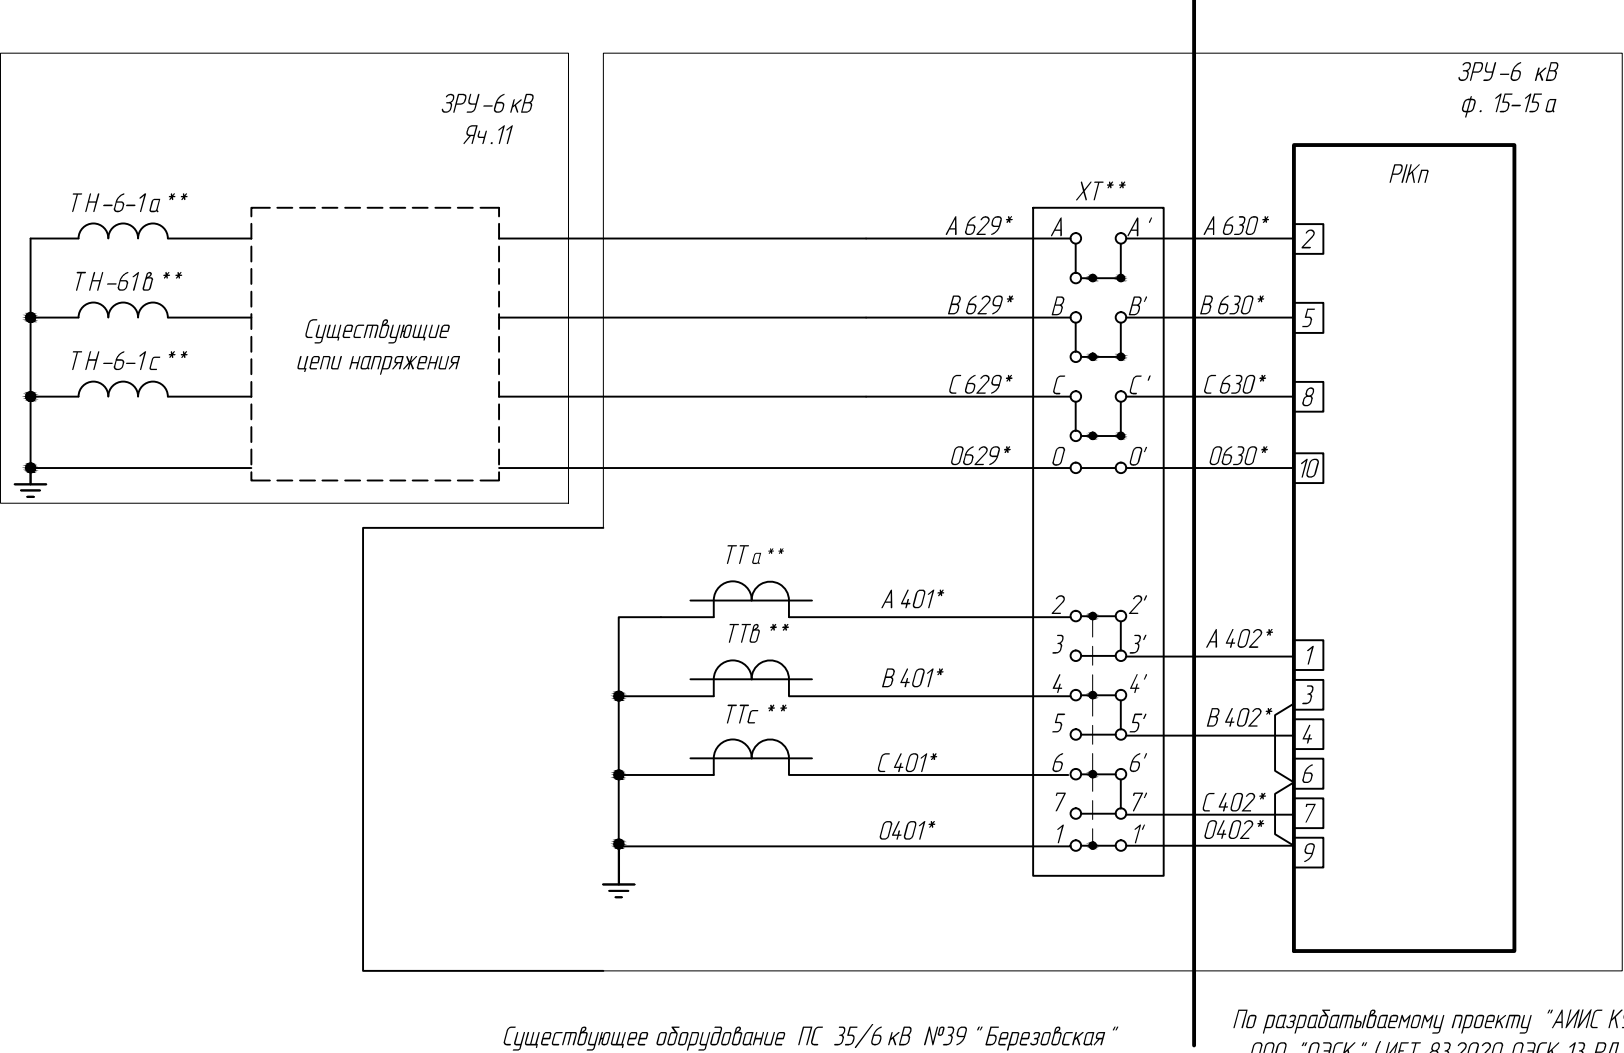 ЗРУ-6 кВ
Яч.11
ЗРУ-6 кВ
ф. 15-15 а
PIKп
ТН-6-1а **
ТН-61в **
ТН-6-1с **
Существующие
цепи напряжения
XT**
А 629* А А' А 630* 2
В 629* В В' В 630* 5
С 629* С С' С 630* 8
0629* 0 0' 0630* 10
ТТа **
А 401* 2 2'
3 3' А 402* 1
ТТв **
3
В 401* 4 4'
5 5' В 402* 4
ТТс **
С 401* 6 6' 6
7 7' С 402* 7
0401* 1 1' 0402* 9
Существующее оборудование ПС 35/6 кВ №39 "Березовская"
По разрабатываемому проекту "АИИС
ООО "ОЭСК"